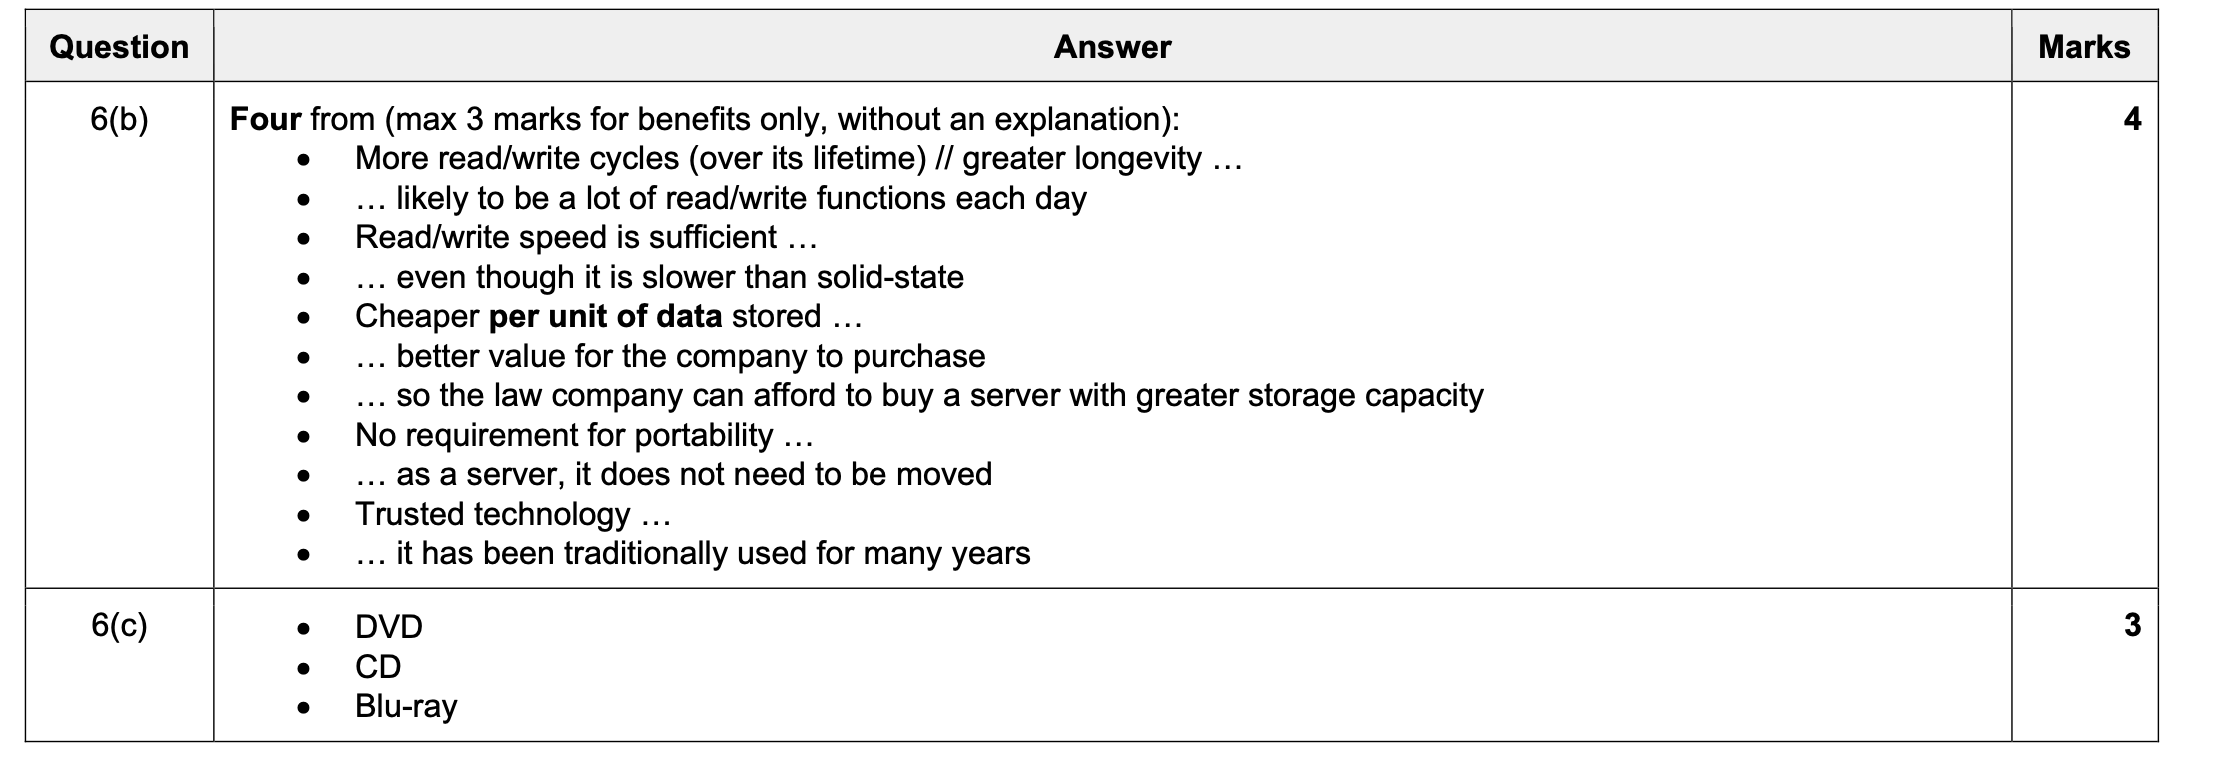 Question Answer Marks
6(b) Four from (max 3 marks for benefits only, without an explanation): 4
• More read/write cycles (over its lifetime) // greater longevity …
• … likely to be a lot of read/write functions each day
• Read/write speed is sufficient …
• … even though it is slower than solid-state
• Cheaper per unit of data stored …
• … better value for the company to purchase
• … so the law company can afford to buy a server with greater storage capacity
• No requirement for portability …
• … as a server, it does not need to be moved
• Trusted technology …
• … it has been traditionally used for many years
6(c) • DVD 3
• CD
• Blu-ray